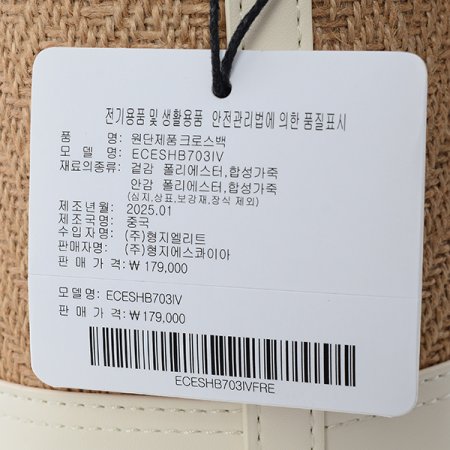 전기용품 및 생활용품 안전관리법에 의한 품질표시
품 명: 원단제품크로스백
모 델 명: ECESHB703IV
재료의종류: 겉감 폴리에스터,합성가죽
안감 폴리에스터,합성가죽
(심지,상표,보강재,장식 제외)
제조년월: 2025.01
제조국명: 중국
수입자명: (주)형지엘리트
판매자명: (주)형지에스콰이아
판 매 가 격: ₩ 179,000
모델명: ECESHB703IV
판 매 가 격: ₩ 179,000
ECESHB703IVFRE